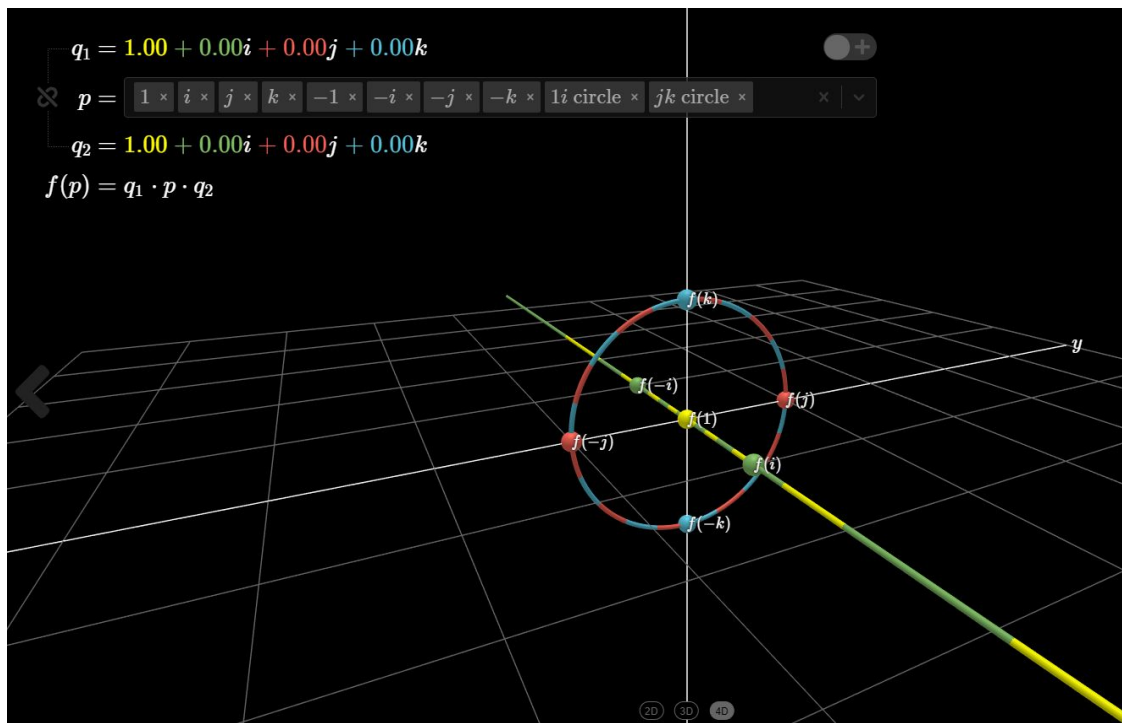 q₁ = 1.00 + 0.00i + 0.00j + 0.00k
p = 1 × i × j × k × −1 × −i × −j × −k × 1i circle × jk circle ×
q₂ = 1.00 + 0.00i + 0.00j + 0.00k
f(p) = q₁ · p · q₂
f(k)
y
f(−i)
f(j)
f(1)
f(−j)
f(i)
f(−k)
2D 3D 4D